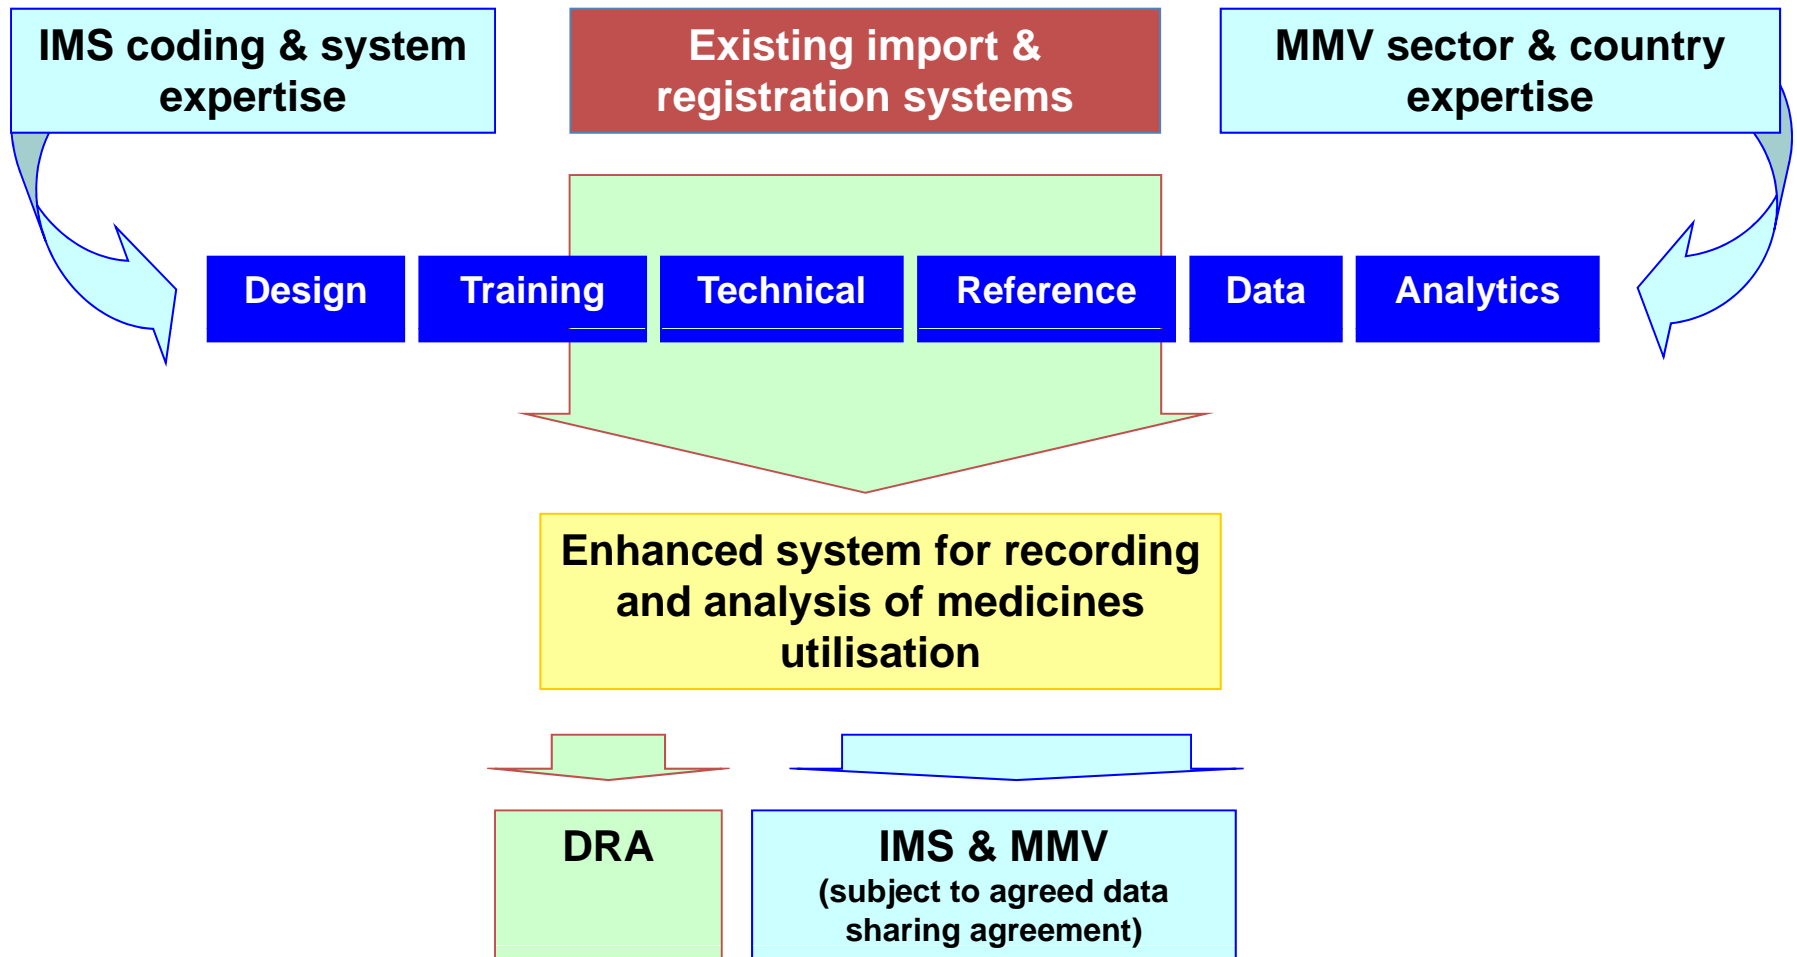 IMS coding & system
expertise
Existing import &
registration systems
MMV sector & country
expertise
Design
Training
Technical
Reference
Data
Analytics
Enhanced system for recording
and analysis of medicines
utilisation
DRA
IMS & MMV
(subject to agreed data
sharing agreement)